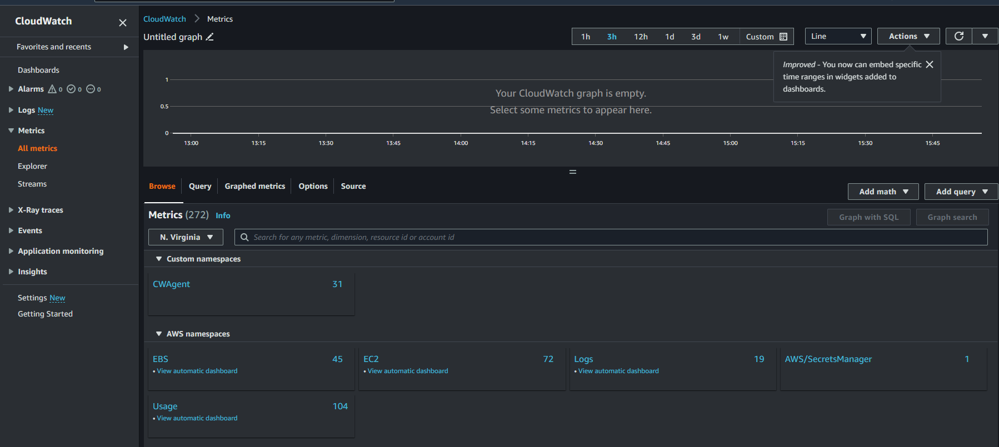 CloudWatch
Favorites and recents
Dashboards
Alarms 0 0 0
Logs New
Metrics
All metrics
Explorer
Streams
X-Ray traces
Events
Application monitoring
Insights
Settings New
Getting Started
CloudWatch > Metrics
Untitled graph
1h 3h 12h 1d 3d 1w Custom
Line
Actions
Improved - You now can embed specific
time ranges in widgets added to
dashboards.
1
0.5
0
Your CloudWatch graph is empty.
Select some metrics to appear here.
13:00 13:15 13:30 13:45 14:00 14:15 14:30 14:45 15:00 15:15 15:30 15:45
Browse Query Graphed metrics Options Source
Add math Add query
Metrics (272) Info
Graph with SQL Graph search
N. Virginia
Search for any metric, dimension, resource id or account id
Custom namespaces
CWAgent 31
AWS namespaces
EBS 45
• View automatic dashboard
EC2 72
• View automatic dashboard
Logs 19
• View automatic dashboard
AWS/SecretsManager 1
Usage 104
• View automatic dashboard